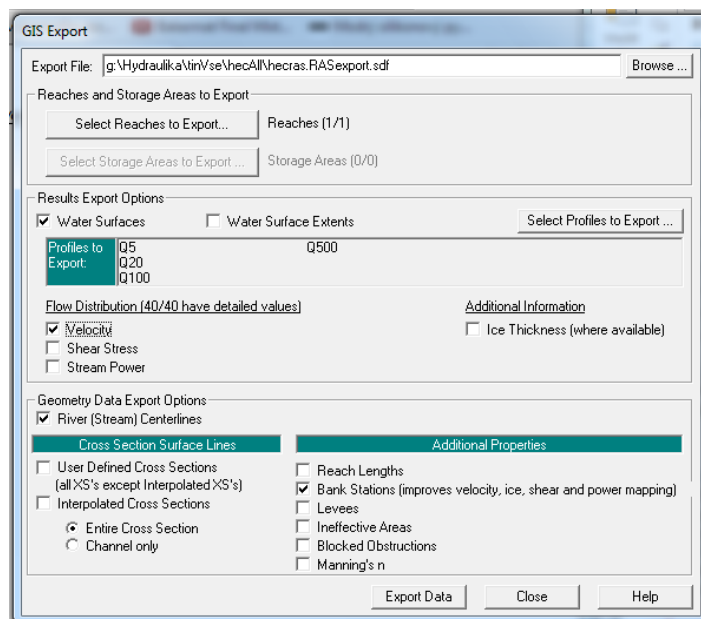 GIS Export
Export File: g:\Hydraulika\tinVse\hecAll\hecras.RASexport.sdf Browse ...
Reaches and Storage Areas to Export
Select Reaches to Export... Reaches (1/1)
Select Storage Areas to Export ... Storage Areas (0/0)
Results Export Options
Water Surfaces Water Surface Extents Select Profiles to Export ...
Profiles to Export: Q5 Q500
Q20
Q100
Flow Distribution (40/40 have detailed values) Additional Information
Velocity Ice Thickness (where available)
Shear Stress
Stream Power
Geometry Data Export Options
River (Stream) Centerlines
Cross Section Surface Lines Additional Properties
User Defined Cross Sections Reach Lengths
(all XS's except Interpolated XS's) Bank Stations (improves velocity, ice, shear and power mapping)
Interpolated Cross Sections Levees
Entire Cross Section Ineffective Areas
Channel only Blocked Obstructions
Manning's n
Export Data Close Help